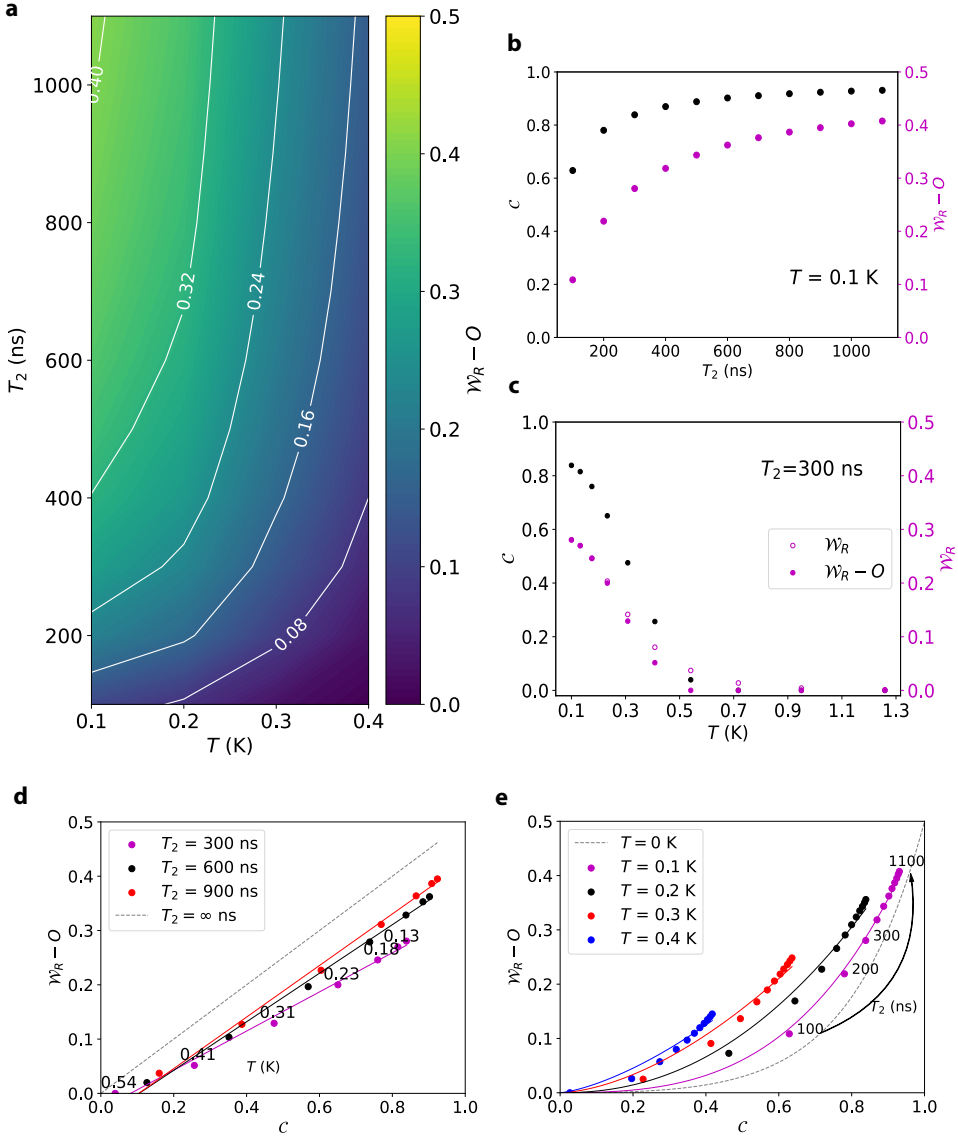 a
0.5
0.4
0.3
0.2
0.1
0.0
𝒲_R − O
1000
800
600
400
200
T₂ (ns)
0.40
0.32
0.24
0.16
0.08
0.1 0.2 0.3 0.4
T (K)
b
1.0
0.8
0.6
0.4
0.2
0.0
𝒞
0.5
0.4
0.3
0.2
0.1
0.0
𝒲_R − O
T = 0.1 K
200 400 600 800 1000
T₂ (ns)
c
1.0
0.8
0.6
0.4
0.2
0.0
𝒞
0.5
0.4
0.3
0.2
0.1
0.0
𝒲_R
T₂=300 ns
𝒲_R
𝒲_R − O
0.1 0.3 0.5 0.7 0.9 1.1 1.3
T (K)
d
0.5
0.4
0.3
0.2
0.1
0.0
𝒲_R − O
T₂ = 300 ns
T₂ = 600 ns
T₂ = 900 ns
T₂ = ∞ ns
0.13
0.18
0.23
0.31
0.41
0.54
T (K)
0.0 0.2 0.4 0.6 0.8 1.0
𝒞
e
0.5
0.4
0.3
0.2
0.1
0.0
𝒲_R − O
T = 0 K
T = 0.1 K
T = 0.2 K
T = 0.3 K
T = 0.4 K
1100
300
200
100
T₂ (ns)
0.0 0.2 0.4 0.6 0.8 1.0
𝒞